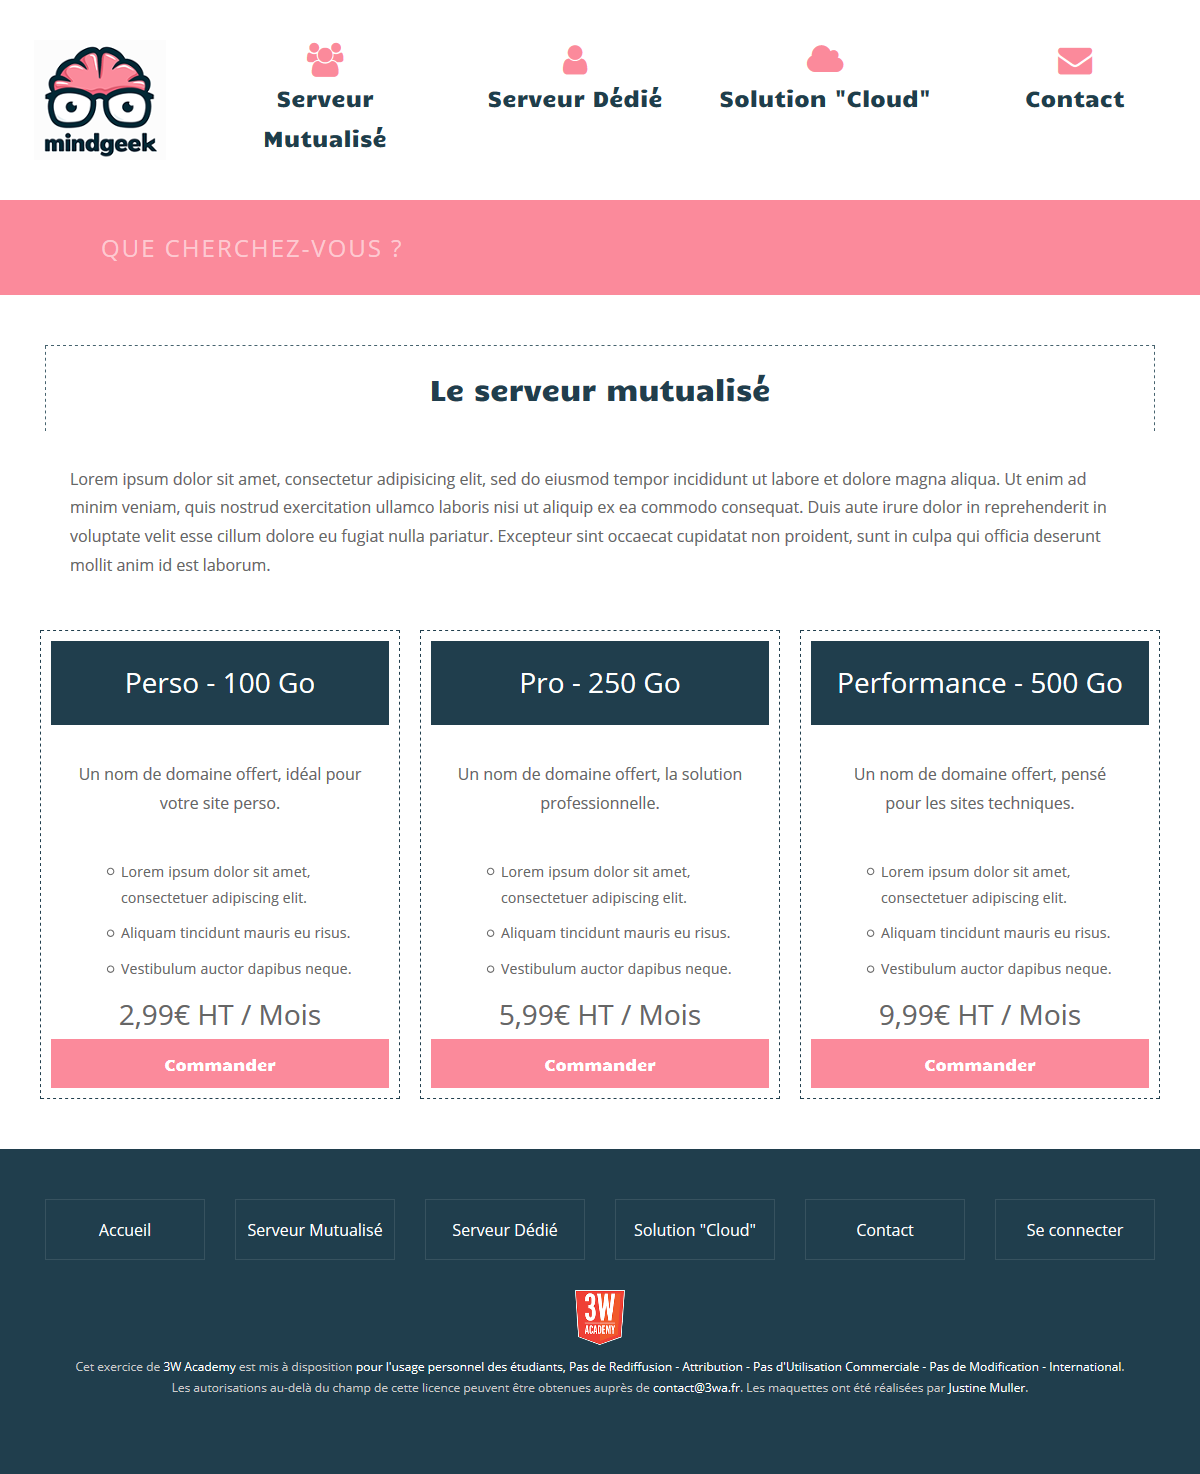 mindgeek
Serveur
Mutualisé
Serveur Dédié
Solution "Cloud"
Contact
QUE CHERCHEZ-VOUS ?
Le serveur mutualisé
Lorem ipsum dolor sit amet, consectetur adipisicing elit, sed do eiusmod tempor incididunt ut labore et dolore magna aliqua. Ut enim ad
minim veniam, quis nostrud exercitation ullamco laboris nisi ut aliquip ex ea commodo consequat. Duis aute irure dolor in reprehenderit in
voluptate velit esse cillum dolore eu fugiat nulla pariatur. Excepteur sint occaecat cupidatat non proident, sunt in culpa qui officia deserunt
mollit anim id est laborum.
Perso - 100 Go
Un nom de domaine offert, idéal pour
votre site perso.
Lorem ipsum dolor sit amet,
consectetuer adipiscing elit.
Aliquam tincidunt mauris eu risus.
Vestibulum auctor dapibus neque.
2,99€ HT / Mois
Commander
Pro - 250 Go
Un nom de domaine offert, la solution
professionnelle.
Lorem ipsum dolor sit amet,
consectetuer adipiscing elit.
Aliquam tincidunt mauris eu risus.
Vestibulum auctor dapibus neque.
5,99€ HT / Mois
Commander
Performance - 500 Go
Un nom de domaine offert, pensé
pour les sites techniques.
Lorem ipsum dolor sit amet,
consectetuer adipiscing elit.
Aliquam tincidunt mauris eu risus.
Vestibulum auctor dapibus neque.
9,99€ HT / Mois
Commander
Accueil
Serveur Mutualisé
Serveur Dédié
Solution "Cloud"
Contact
Se connecter
3W
ACADEMY
Cet exercice de 3W Academy est mis à disposition pour l'usage personnel des étudiants, Pas de Rediffusion - Attribution - Pas d'Utilisation Commerciale - Pas de Modification - International.
Les autorisations au-delà du champ de cette licence peuvent être obtenues auprès de contact@3wa.fr. Les maquettes ont été réalisées par Justine Muller.